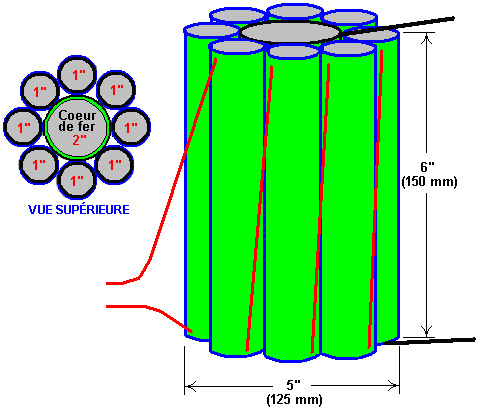 1"
1"
1"
1"
Coeur
de fer
2"
1"
1"
1"
1"
VUE SUPÉRIEURE
6"
(150 mm)
5"
(125 mm)